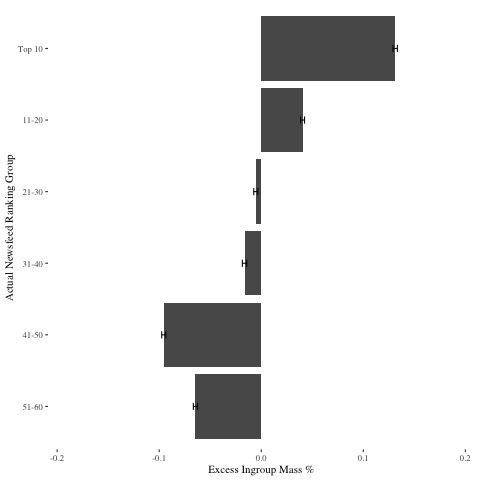 Actual Newsfeed Ranking Group
Top 10
11-20
21-30
31-40
41-50
51-60
-0.2 -0.1 0.0 0.1 0.2
Excess Ingroup Mass %